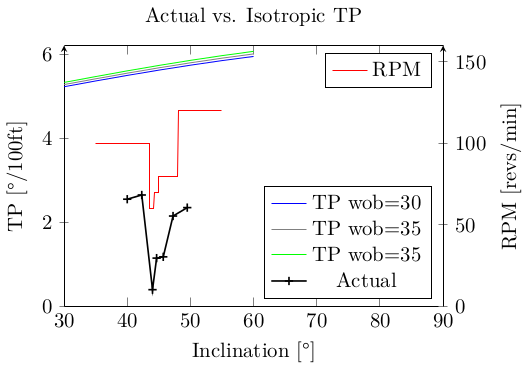 Actual vs. Isotropic TP
6
4
2
0
TP [°/100ft]
150
100
50
0
RPM [revs/min]
RPM
TP wob=30
TP wob=35
TP wob=35
Actual
30 40 50 60 70 80 90
Inclination [°]